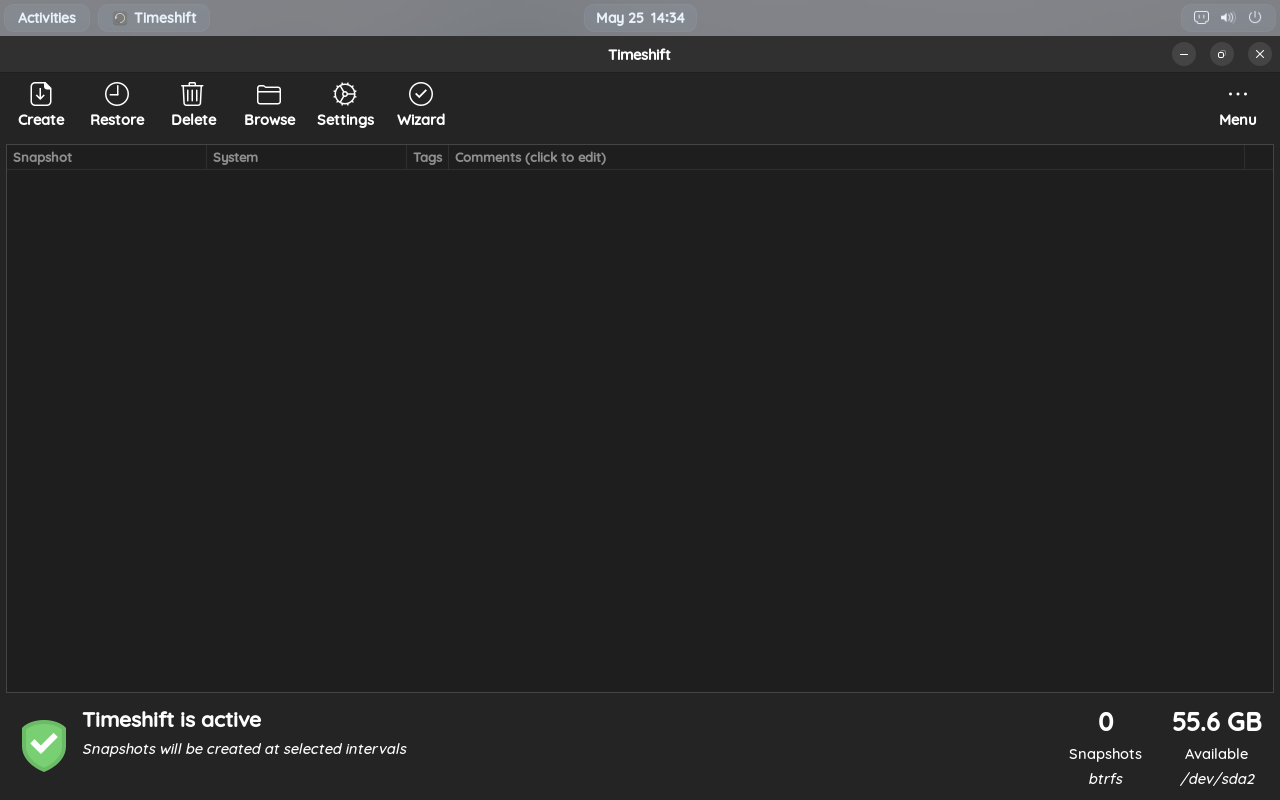 Activities Timeshift May 25 14:34
Timeshift
Create Restore Delete Browse Settings Wizard Menu
Snapshot System Tags Comments (click to edit)
Timeshift is active
Snapshots will be created at selected intervals
0 55.6 GB
Snapshots Available
btrfs /dev/sda2